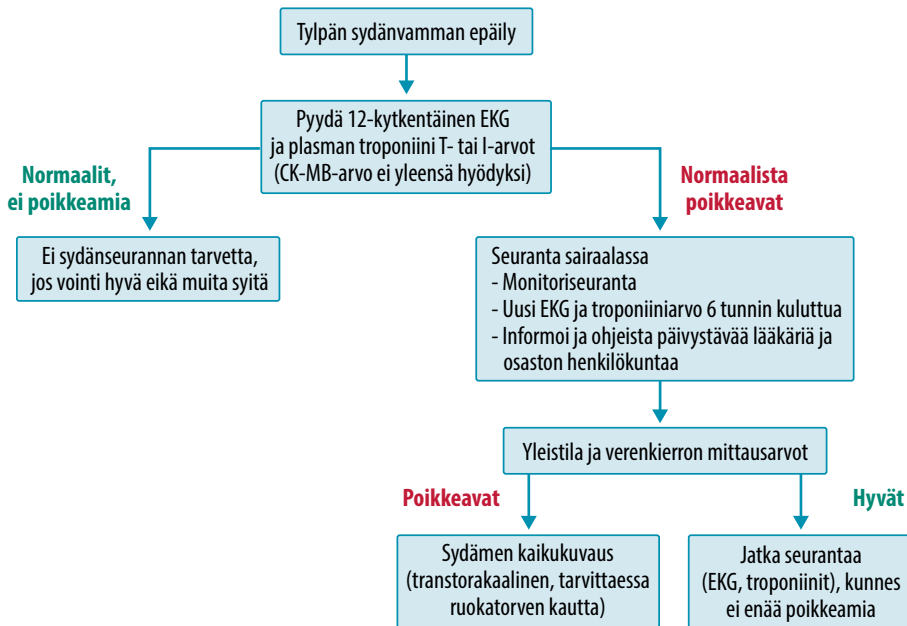 Tylpän sydänvamman epäily
Pyydä 12-kytkentäinen EKG
ja plasman troponiini T- tai I-arvot
(CK-MB-arvo ei yleensä hyödyksi)
Normaalit,
ei poikkeamia
Normaalista
poikkeavat
Ei sydänseurannan tarvetta,
jos vointi hyvä eikä muita syitä
Seuranta sairaalassa
- Monitoriseuranta
- Uusi EKG ja troponiiniarvo 6 tunnin kuluttua
- Informoi ja ohjeista päivystävää lääkäriä ja
osaston henkilökuntaa
Yleistila ja verenkierron mittausarvot
Poikkeavat
Hyvät
Sydämen kaikukuvaus
(transtorakaalinen, tarvittaessa
ruokatorven kautta)
Jatka seurantaa
(EKG, troponiinit), kunnes
ei enää poikkeamia